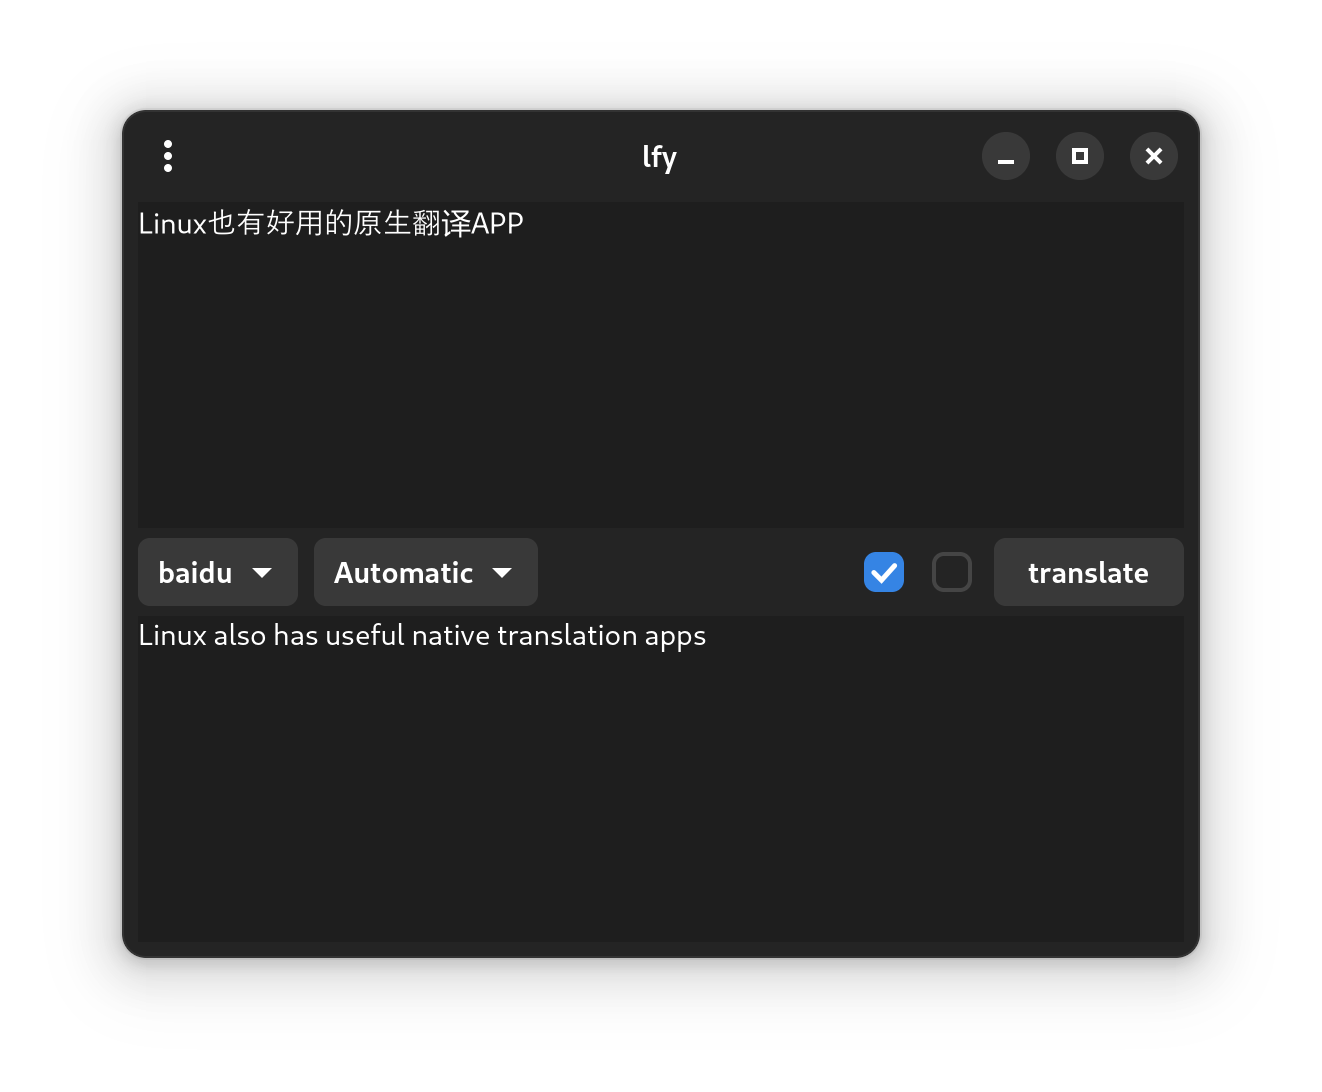 lfy
Linux也有好用的原生翻译APP
baidu Automatic translate
Linux also has useful native translation apps